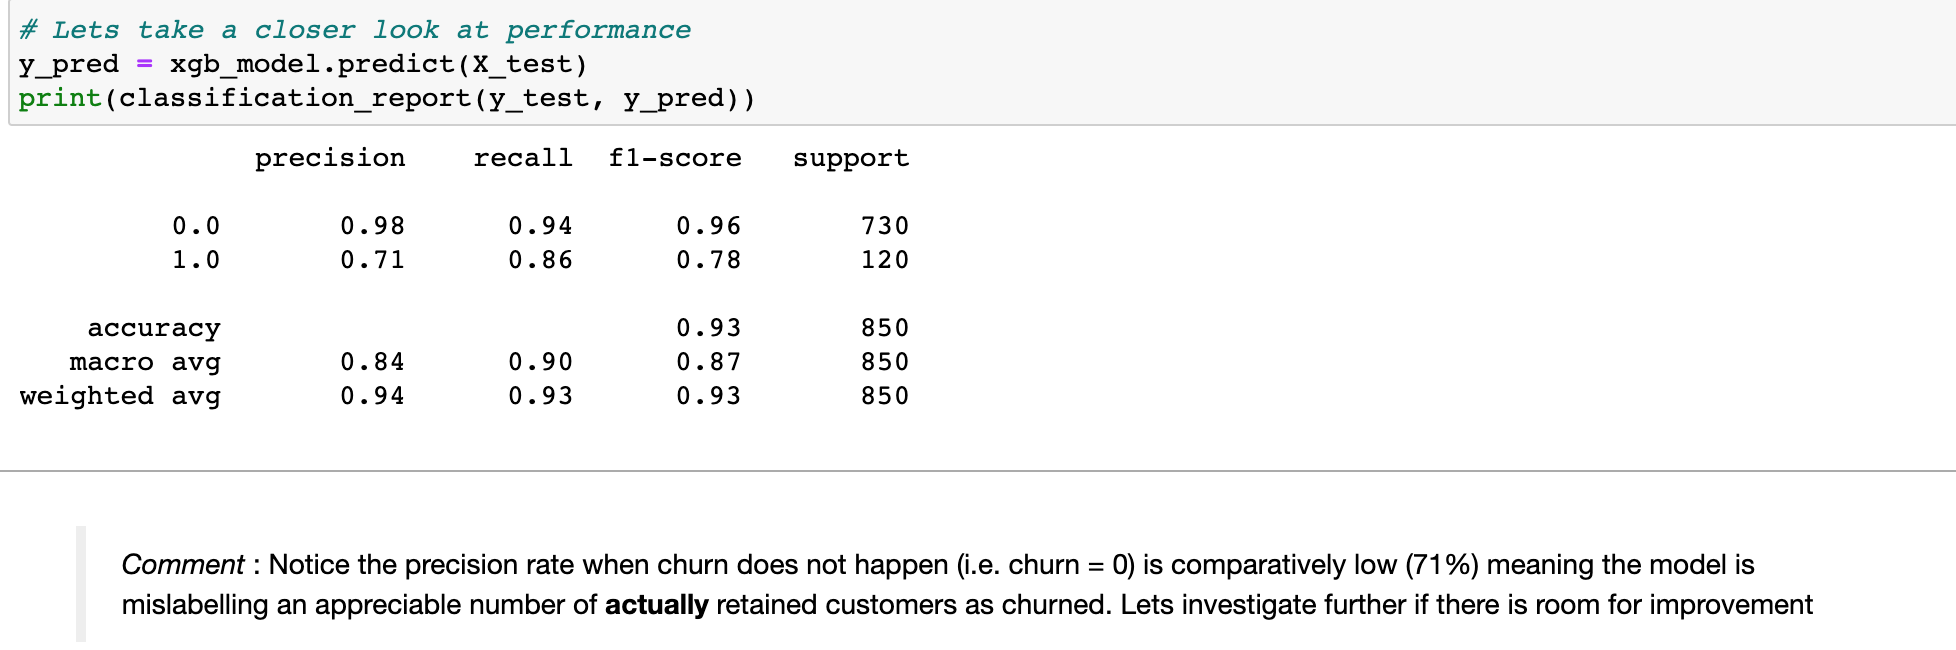 # Lets take a closer look at performance
y_pred = xgb_model.predict(X_test)
print(classification_report(y_test, y_pred))
precision recall f1-score support
0.0 0.98 0.94 0.96 730
1.0 0.71 0.86 0.78 120
accuracy 0.93 850
macro avg 0.84 0.90 0.87 850
weighted avg 0.94 0.93 0.93 850
Comment : Notice the precision rate when churn does not happen (i.e. churn = 0) is comparatively low (71%) meaning the model is
mislabelling an appreciable number of actually retained customers as churned. Lets investigate further if there is room for improvement